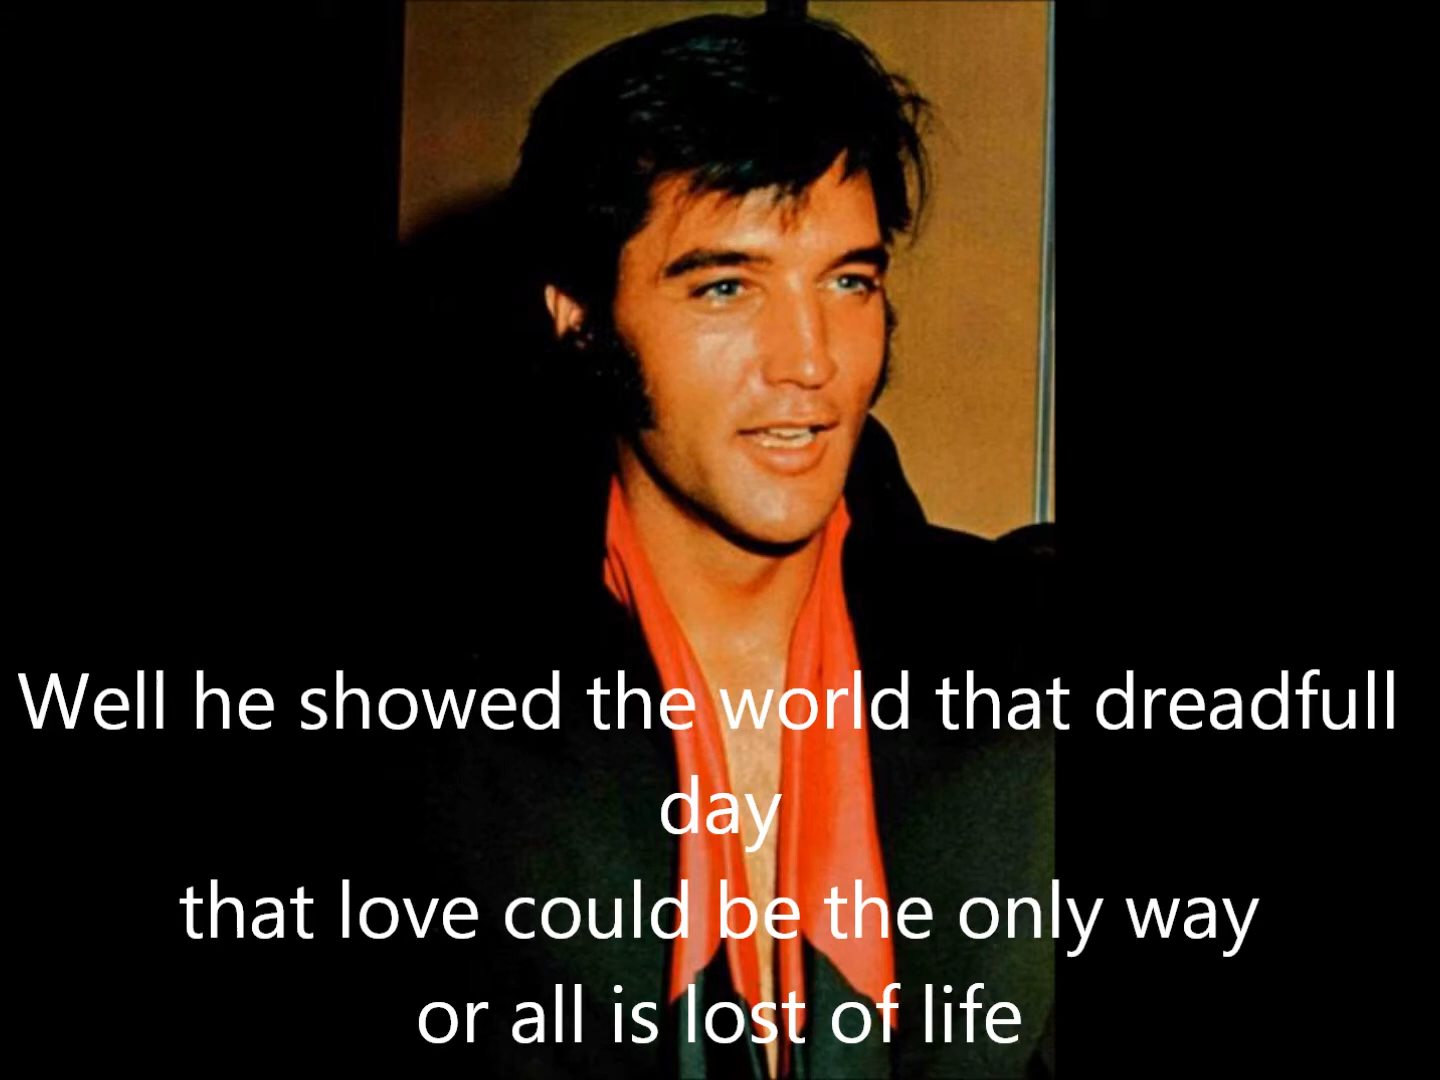 Well he showed the world that dreadfull
day
that love could be the only way
or all is lost of life